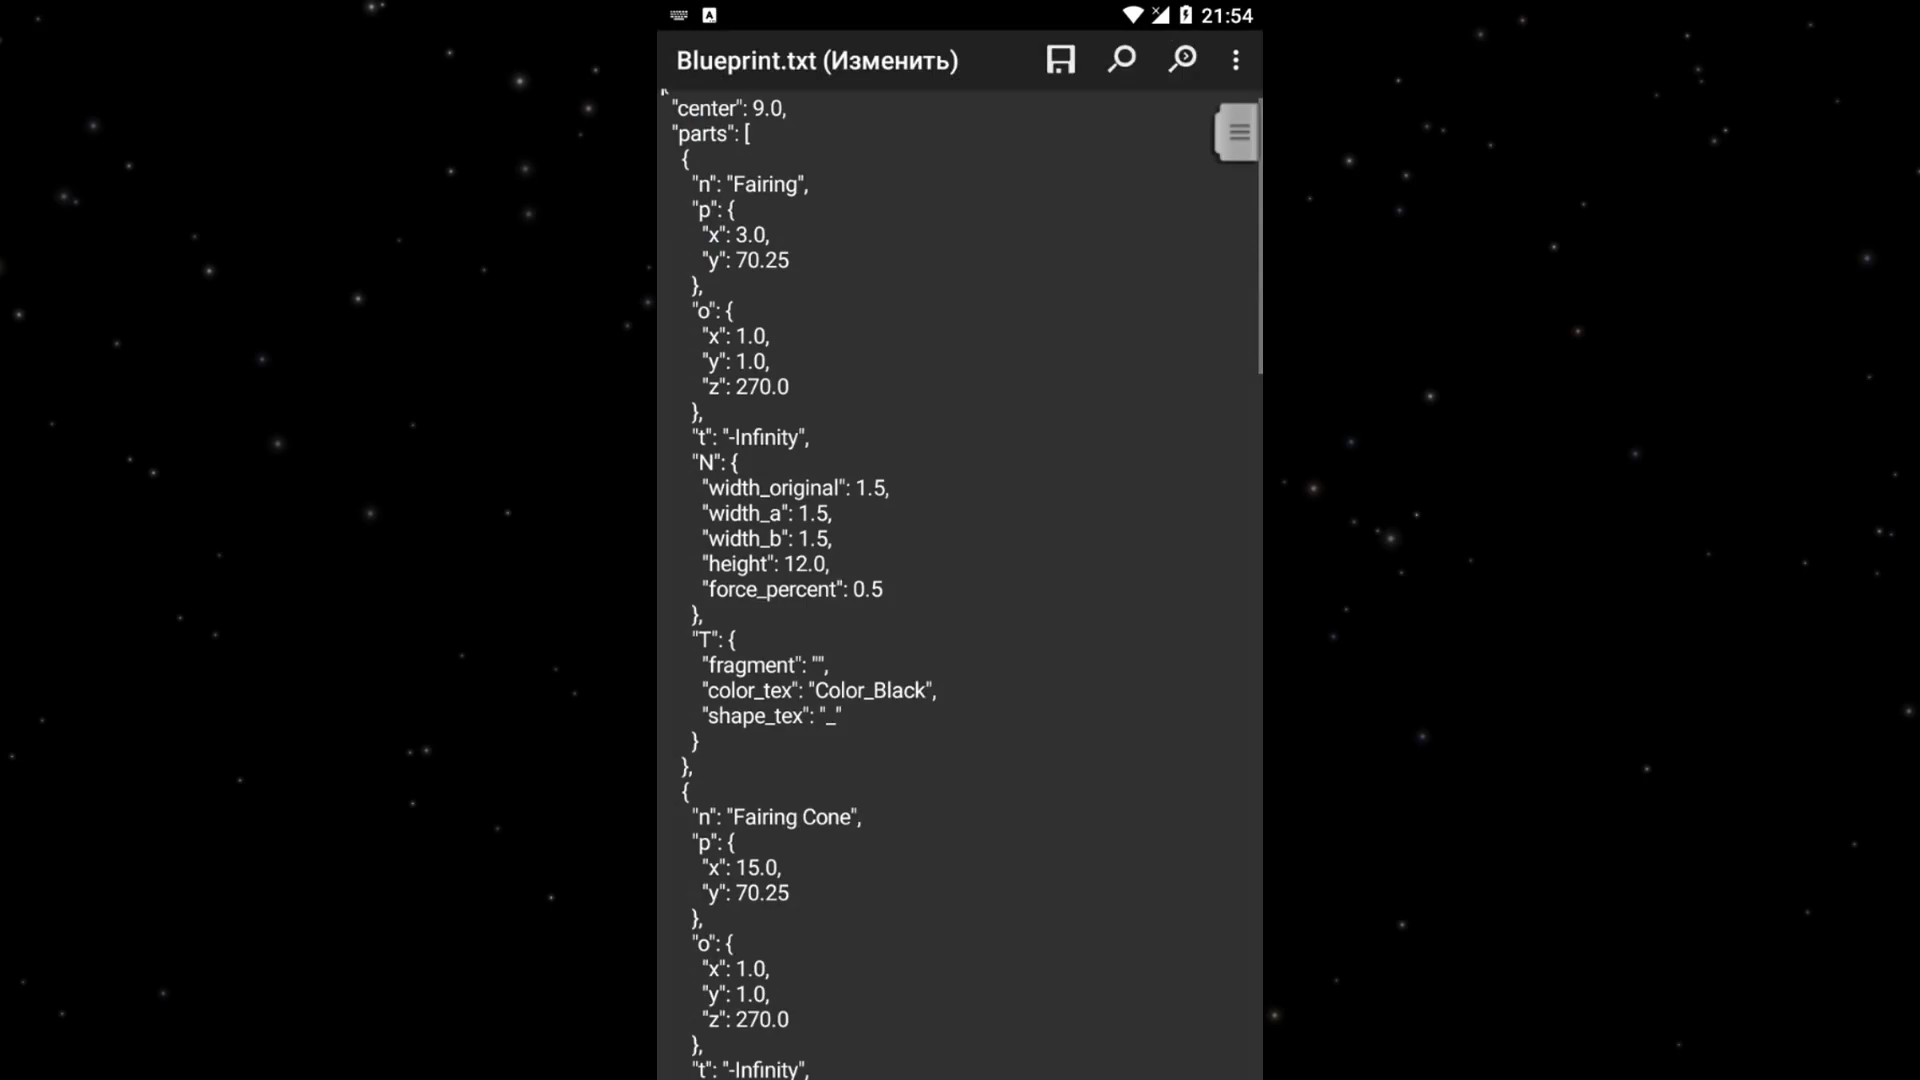 21:54
Blueprint.txt (Изменить)
"center": 9.0,
"parts": [
{
"n": "Fairing",
"p": {
"x": 3.0,
"y": 70.25
},
"o": {
"x": 1.0,
"y": 1.0,
"z": 270.0
},
"t": "-Infinity",
"N": {
"width_original": 1.5,
"width_a": 1.5,
"width_b": 1.5,
"height": 12.0,
"force_percent": 0.5
},
"T": {
"fragment": "",
"color_tex": "Color_Black",
"shape_tex": "_"
}
},
{
"n": "Fairing Cone",
"p": {
"x": 15.0,
"y": 70.25
},
"o": {
"x": 1.0,
"y": 1.0,
"z": 270.0
},
"t": "-Infinity",